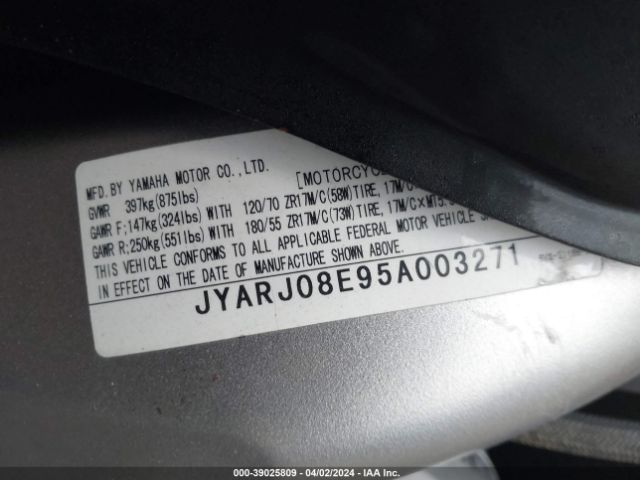 MFD. BY YAMAHA MOTOR CO., LTD. [MOTORCYCLE
GVWR 397kg(875lbs)
GAWR F:147kg(324lbs) WITH 120/70 ZR17M/C(58W)TIRE, 17M/C
GAWR R:250kg(551lbs) WITH 180/55 ZR17M/C(73W)TIRE, 17M/C×MT5.
THIS VEHICLE CONFORMS TO ALL APPLICABLE FEDERAL MOTOR VEHICLE
IN EFFECT ON THE DATE OF MANUFACTURE SHOWN ABOVE.
JYARJ08E95A003271
000-39025809 - 04/02/2024 - IAA Inc.